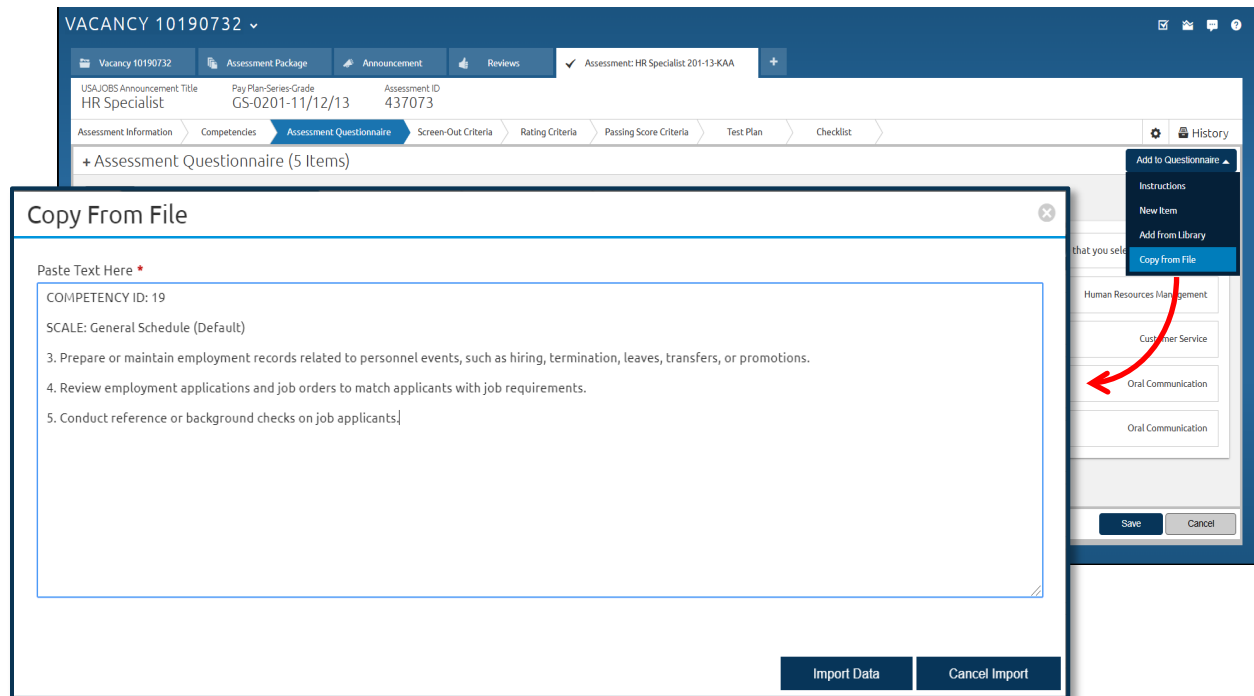 VACANCY 10190732
Vacancy 10190732
Assessment Package
Announcement
Reviews
Assessment: HR Specialist 201-13-KAA
+
USAJOBS Announcement Title
Pay Plan-Series-Grade
Assessment ID
HR Specialist
GS-0201-11/12/13
437073
Assessment Information
Competencies
Assessment Questionnaire
Screen-Out Criteria
Rating Criteria
Passing Score Criteria
Test Plan
Checklist
History
+ Assessment Questionnaire (5 Items)
Add to Questionnaire
Instructions
New Item
Add from Library
Copy from File
that you sele
Human Resources Management
Customer Service
Oral Communication
Oral Communication
Save
Cancel
Copy From File
Paste Text Here *
COMPETENCY ID: 19
SCALE: General Schedule (Default)
3. Prepare or maintain employment records related to personnel events, such as hiring, termination, leaves, transfers, or promotions.
4. Review employment applications and job orders to match applicants with job requirements.
5. Conduct reference or background checks on job applicants.
Import Data
Cancel Import